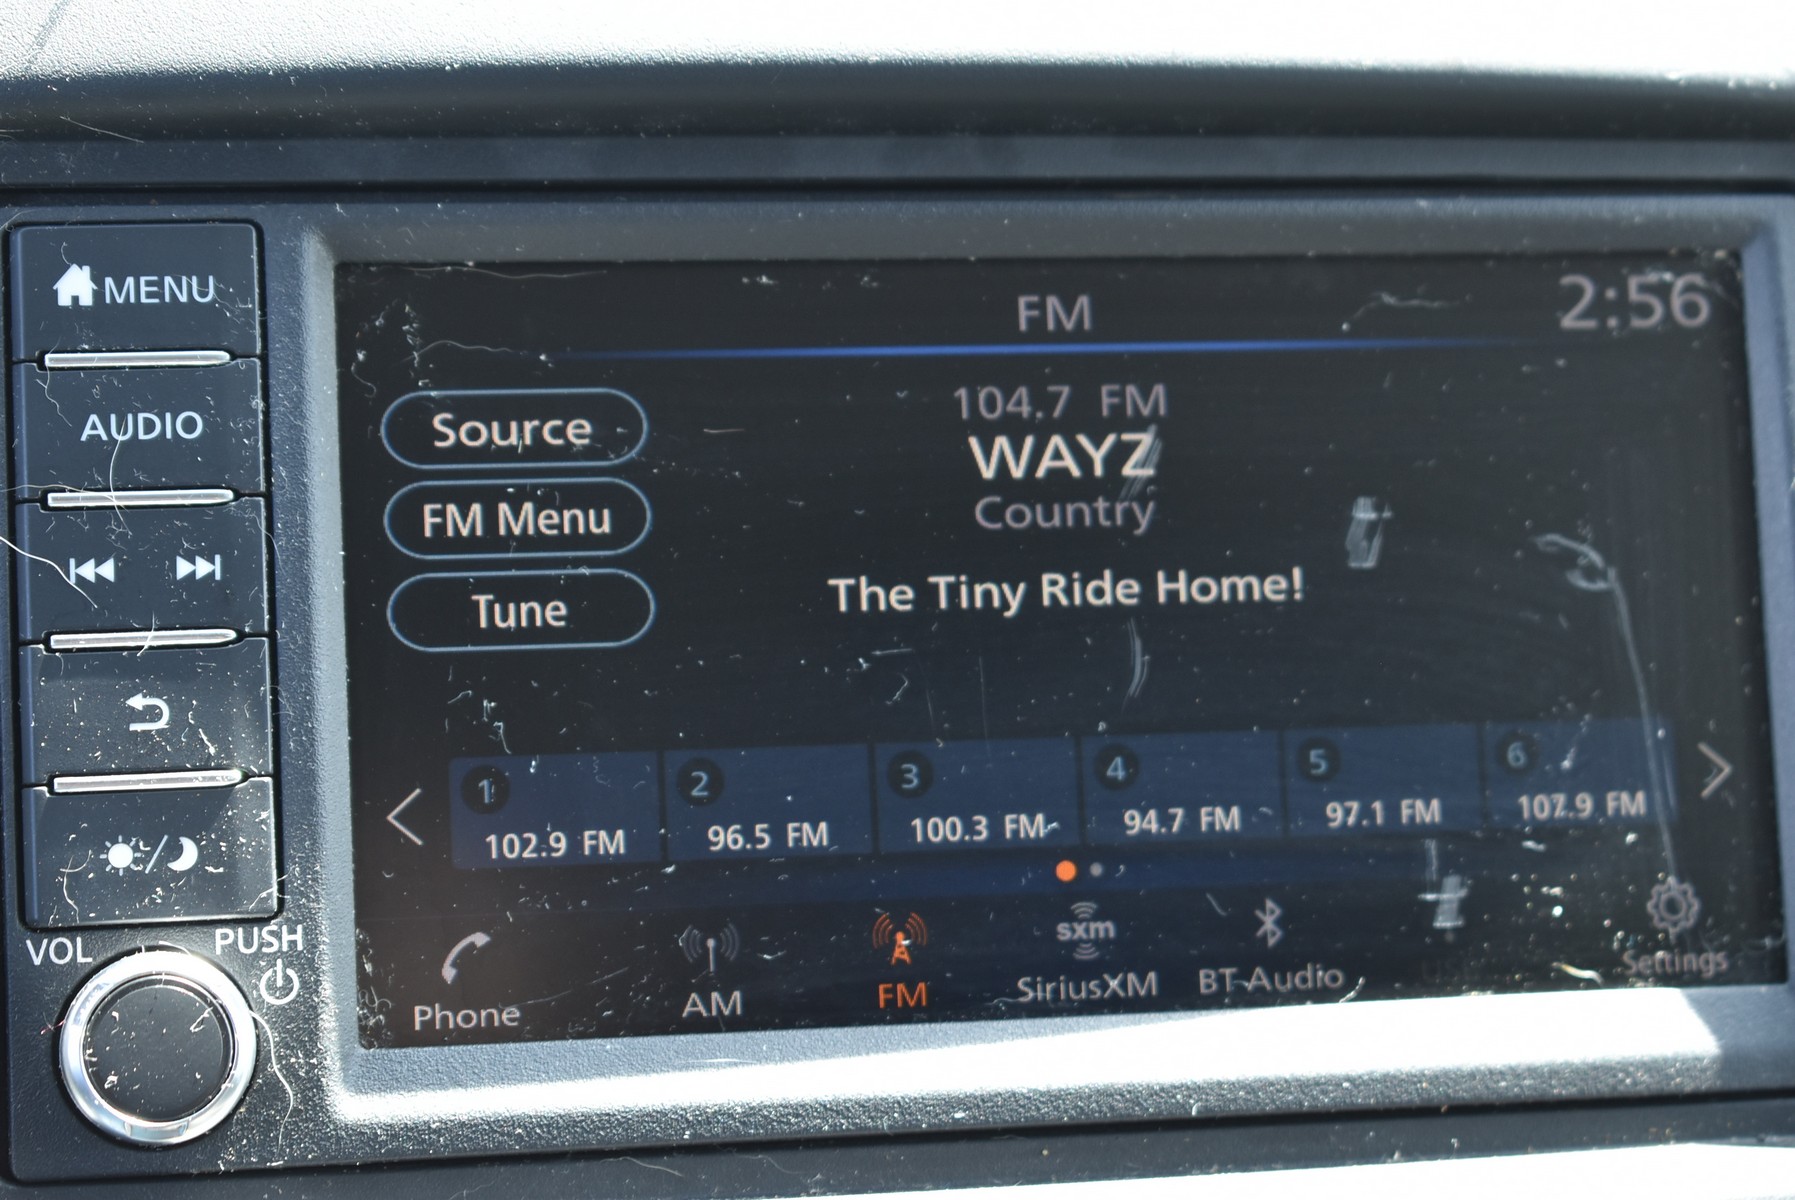 MENU
AUDIO
VOL
PUSH
FM
2:56
Source
FM Menu
Tune
104.7 FM
WAYZ
Country
The Tiny Ride Home!
1
102.9 FM
2
96.5 FM
3
100.3 FM
4
94.7 FM
5
97.1 FM
6
107.9 FM
Phone
AM
FM
sxm
SiriusXM
BT-Audio
Settings